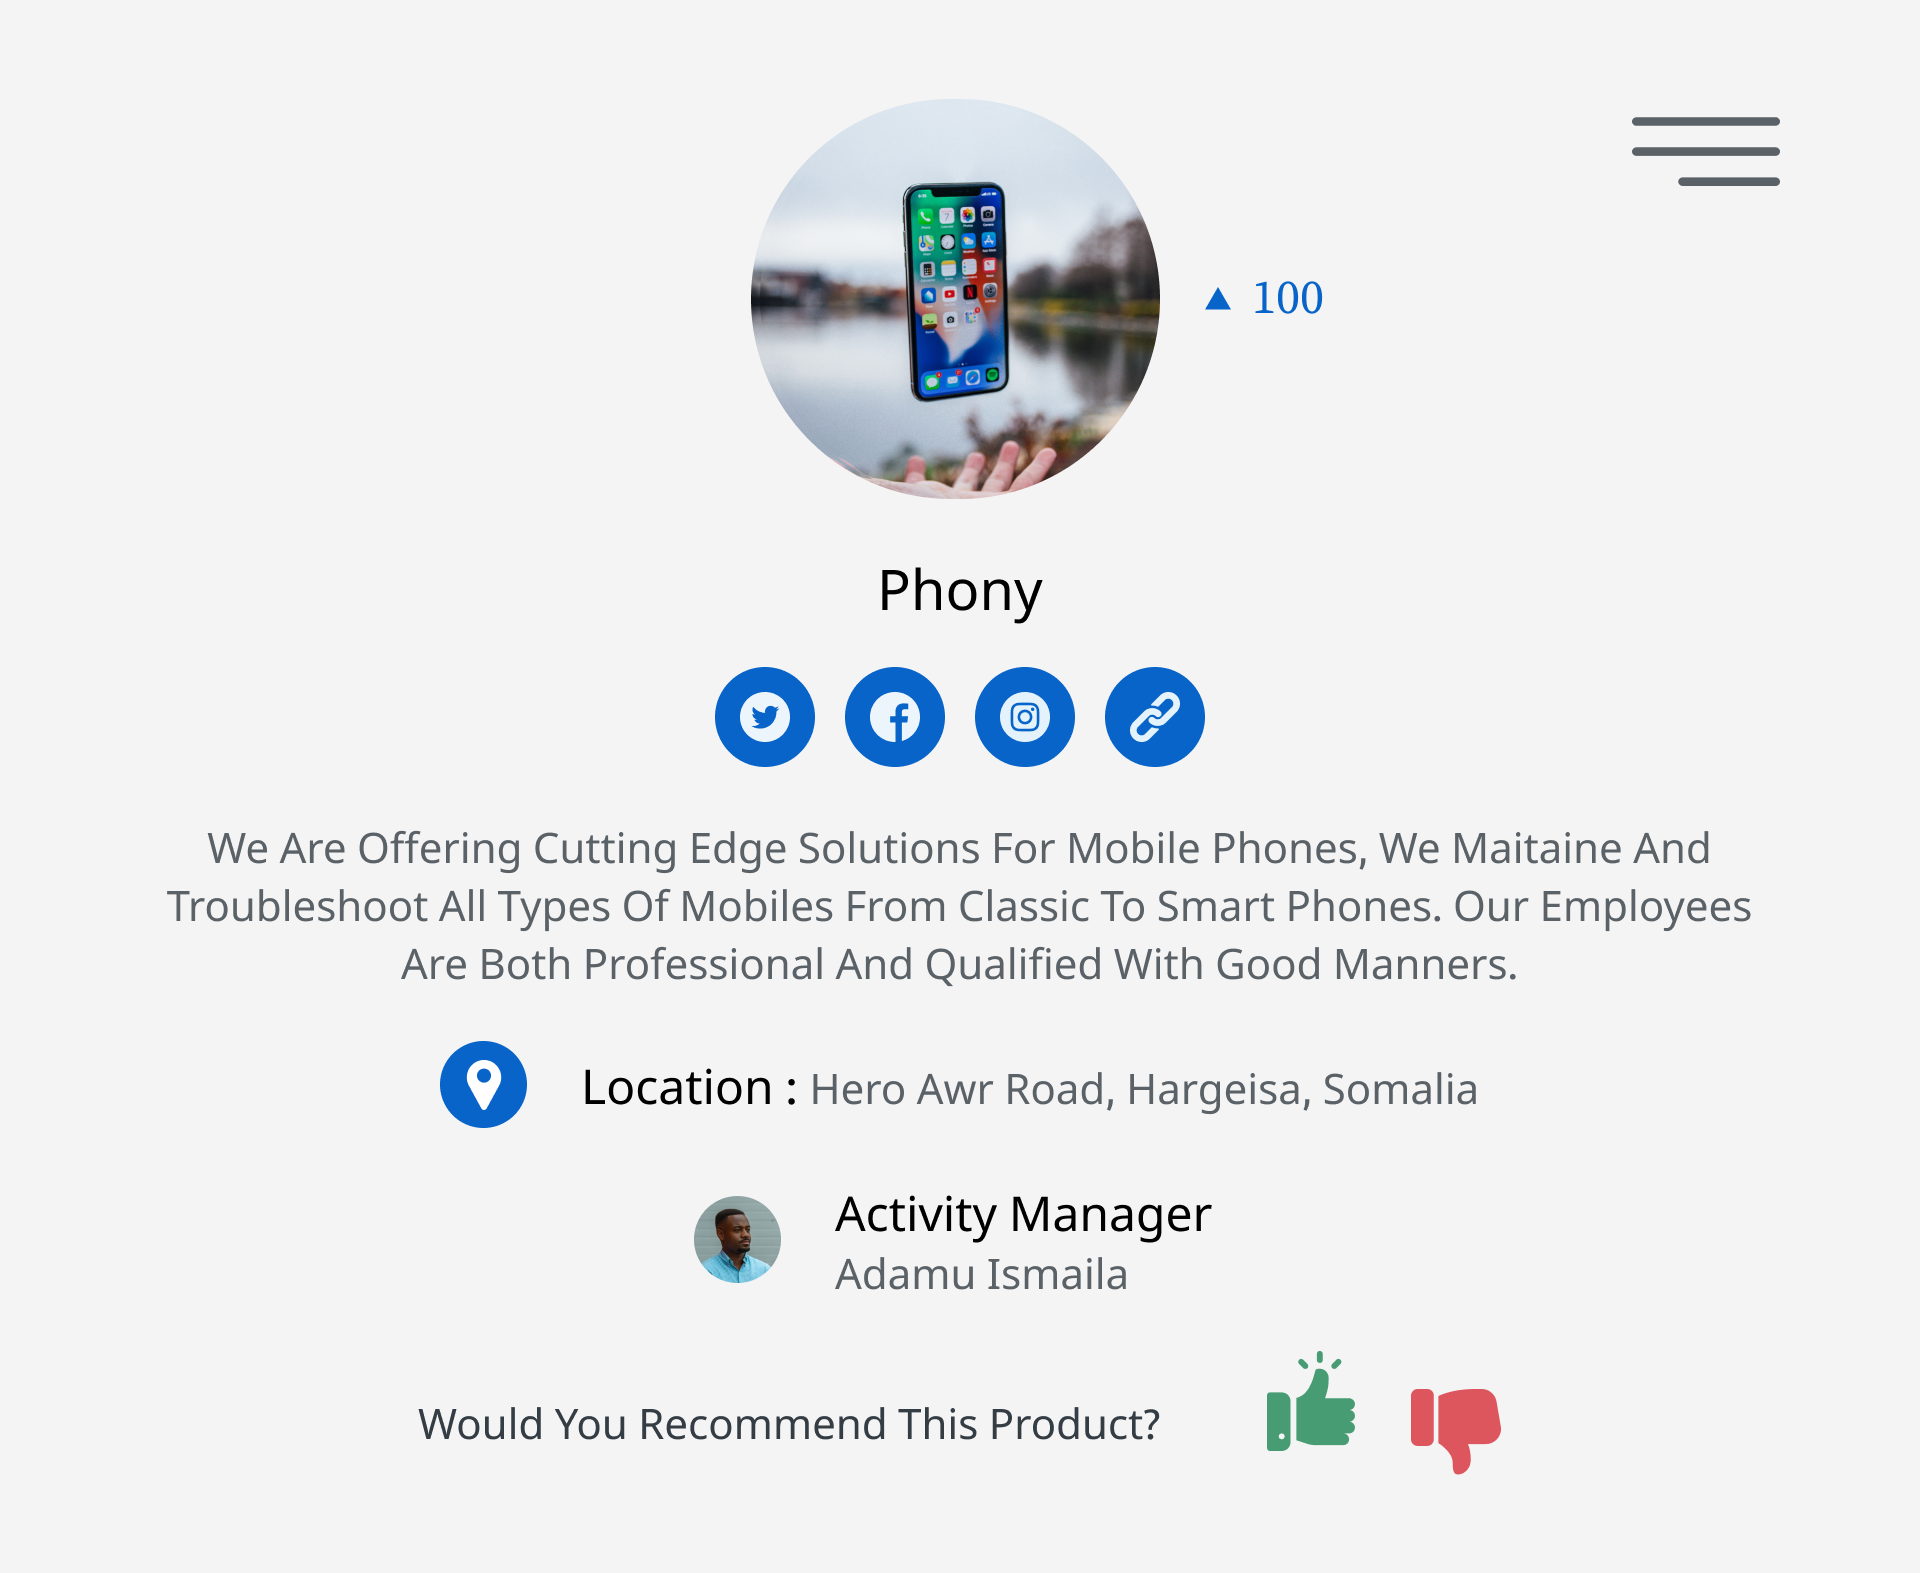 100
Phony
We Are Offering Cutting Edge Solutions For Mobile Phones, We Maitaine And
Troubleshoot All Types Of Mobiles From Classic To Smart Phones. Our Employees
Are Both Professional And Qualified With Good Manners.
Location : Hero Awr Road, Hargeisa, Somalia
Activity Manager
Adamu Ismaila
Would You Recommend This Product?